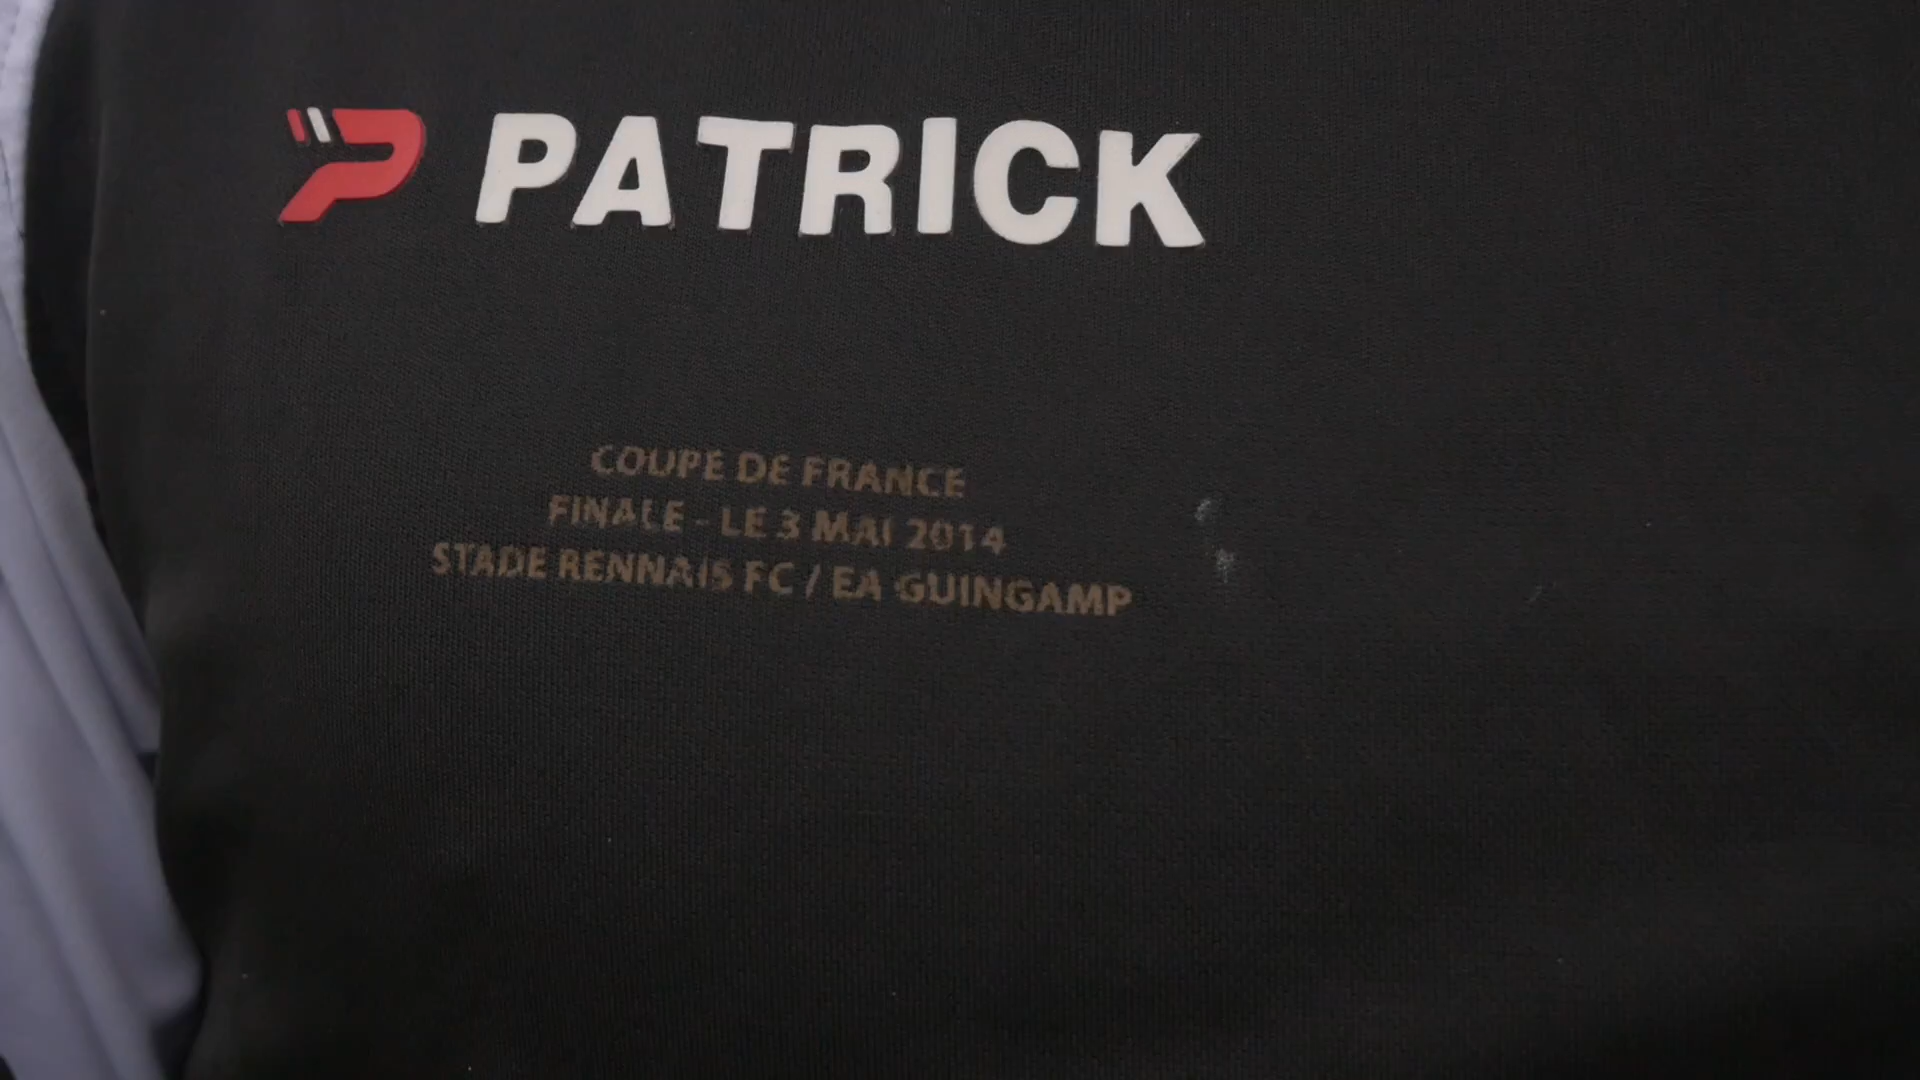 PATRICK
COUPE DE FRANCE
FINALE - LE 3 MAI 2014
STADE RENNAIS FC / EA GUINGAMP